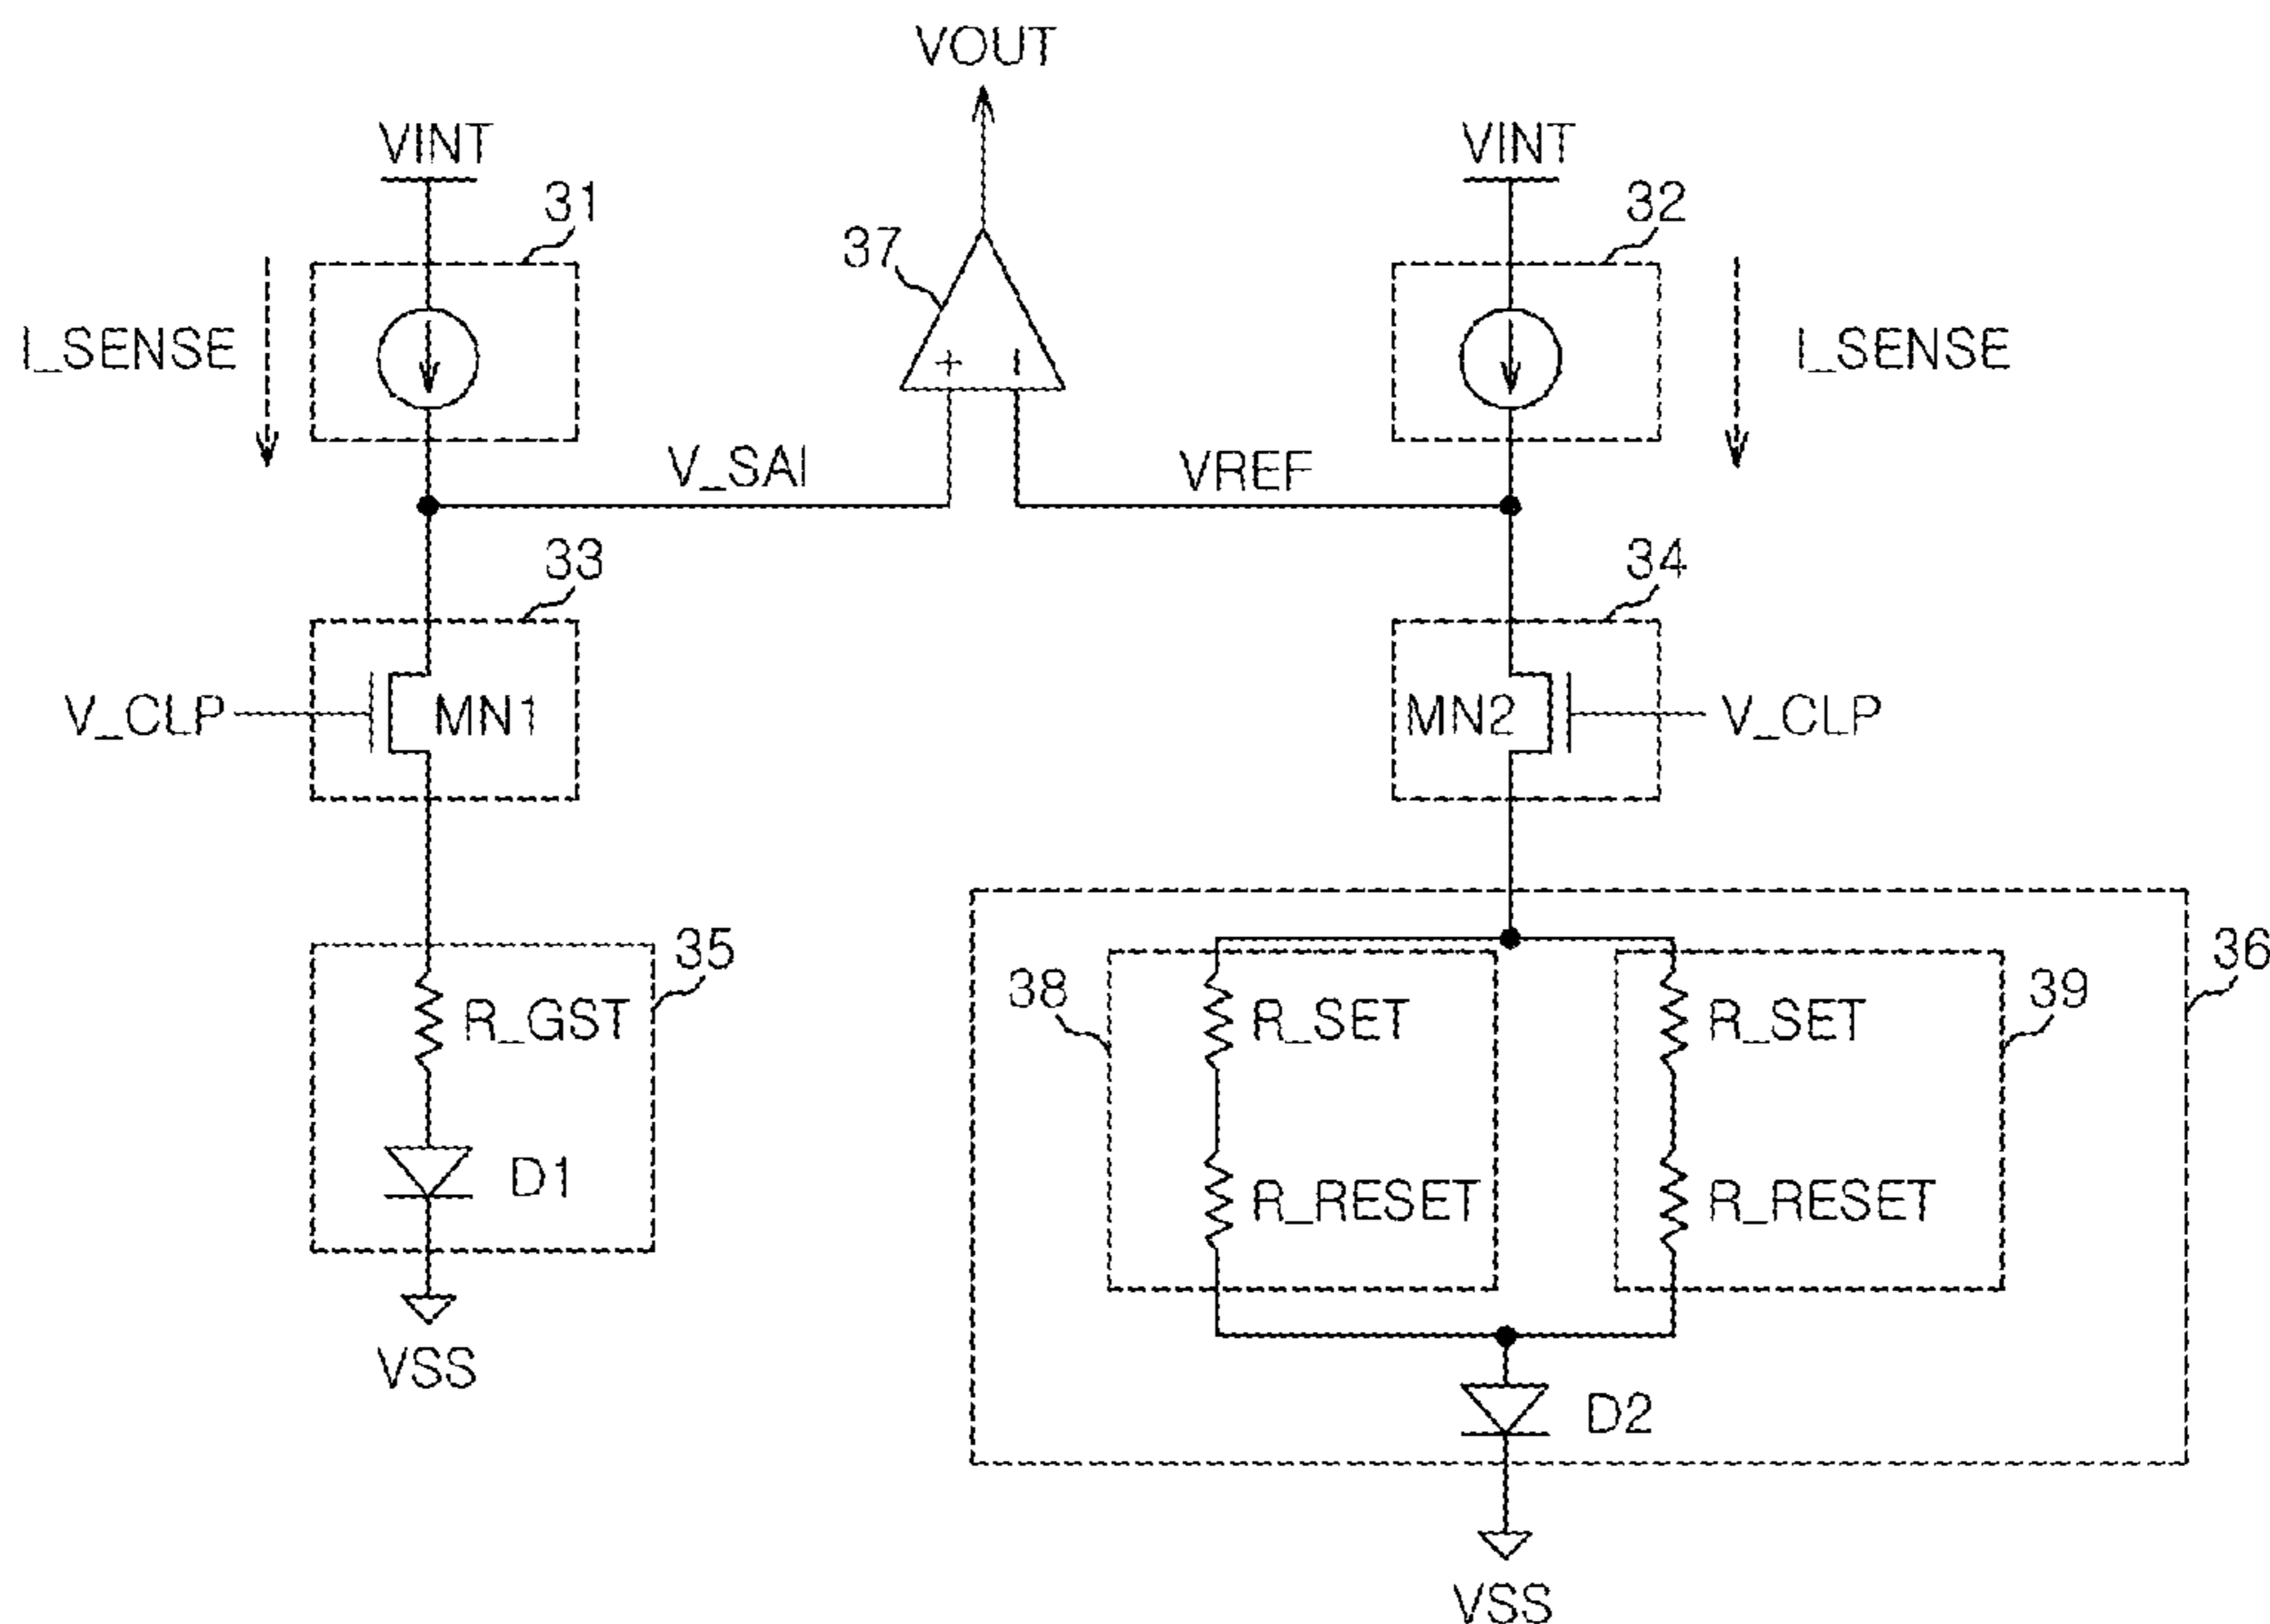 VOUT
VINT
VINT
31
32
37
I_SENSE
I_SENSE
+
−
V_SAI
VREF
33
34
V_CLP
MN1
MN2
V_CLP
35
36
38
39
R_GST
R_SET
R_SET
D1
R_RESET
R_RESET
VSS
D2
VSS